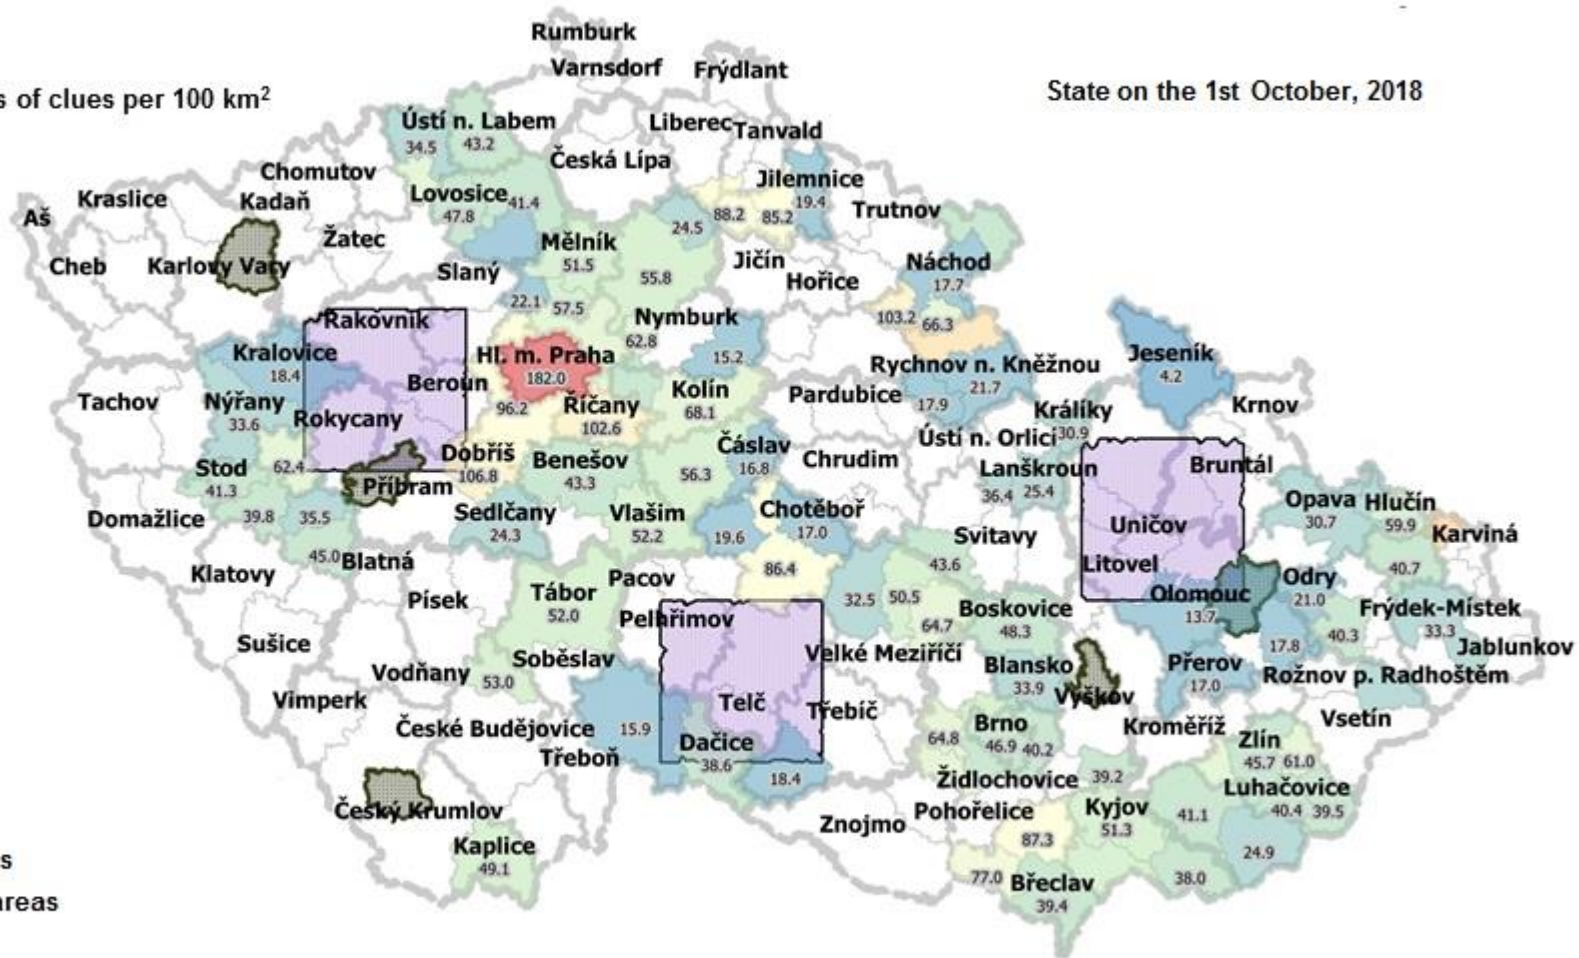 Rumburk
Varnsdorf
Frýdlant
s of clues per 100 km²
State on the 1st October, 2018
Ústí n. Labem
34.5
43.2
Liberec
Tanvald
Česká Lípa
Chomutov
Jilemnice
19.4
Kraslice
Kadaň
Lovosice
47.8
41.4
88.2
85.2
Trutnov
Aš
24.5
Žatec
Mělník
51.5
Cheb
Karlovy Vary
Slaný
55.8
Jičín
Hořice
Náchod
17.7
22.1
57.5
Rakovník
Nymburk
62.8
103.2
66.3
Kralovice
18.4
Hl. m. Praha
182.0
15.2
Jeseník
4.2
Beroun
Rychnov n. Kněžnou
21.7
17.9
Tachov
Nýřany
33.6
Rokycany
96.2
Říčany
102.6
Kolín
68.1
Pardubice
Králíky
30.9
Krnov
Ústí n. Orlicí
Stod
41.3
62.4
Dobříš
106.8
Benešov
43.3
56.3
Čáslav
16.8
Chrudim
Lanškroun
36.4
25.4
Bruntál
Příbram
Opava
30.7
Hlučín
59.9
Domažlice
39.8
35.5
Sedlčany
24.3
Vlašim
52.2
19.6
Chotěboř
17.0
Svitavy
Uničov
Karviná
45.0
Blatná
Klatovy
86.4
43.6
Litovel
40.7
Písek
Tábor
52.0
Pacov
32.5
50.5
Olomouc
13.7
Odry
21.0
Pelhřimov
64.7
Boskovice
48.3
Frýdek-Místek
33.3
Sušice
40.3
17.8
Jablunkov
Soběslav
Velké Meziříčí
Blansko
33.9
Přerov
17.0
Rožnov p. Radhoštěm
Vodňany
53.0
Vyškov
Vimperk
Telč
Třebíč
České Budějovice
15.9
Brno
46.9
40.2
64.8
Kroměříž
Vsetín
Třeboň
Dačice
38.6
18.4
Zlín
45.7
61.0
Židlochovice
39.2
Luhačovice
40.4
39.5
Český Krumlov
Pohořelice
Kyjov
51.3
41.1
Znojmo
87.3
24.9
Kaplice
49.1
77.0
Břeclav
39.4
38.0
s
areas